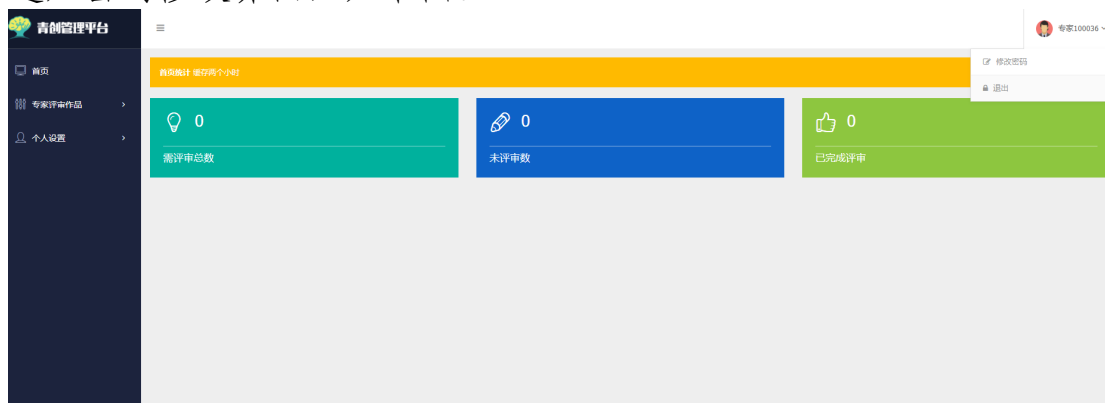 青创管理平台
专家100036
首页
专家评审作品
个人设置
首页统计 缓存两个小时
修改密码
退出
0
需评审总数
0
未评审数
0
已完成评审